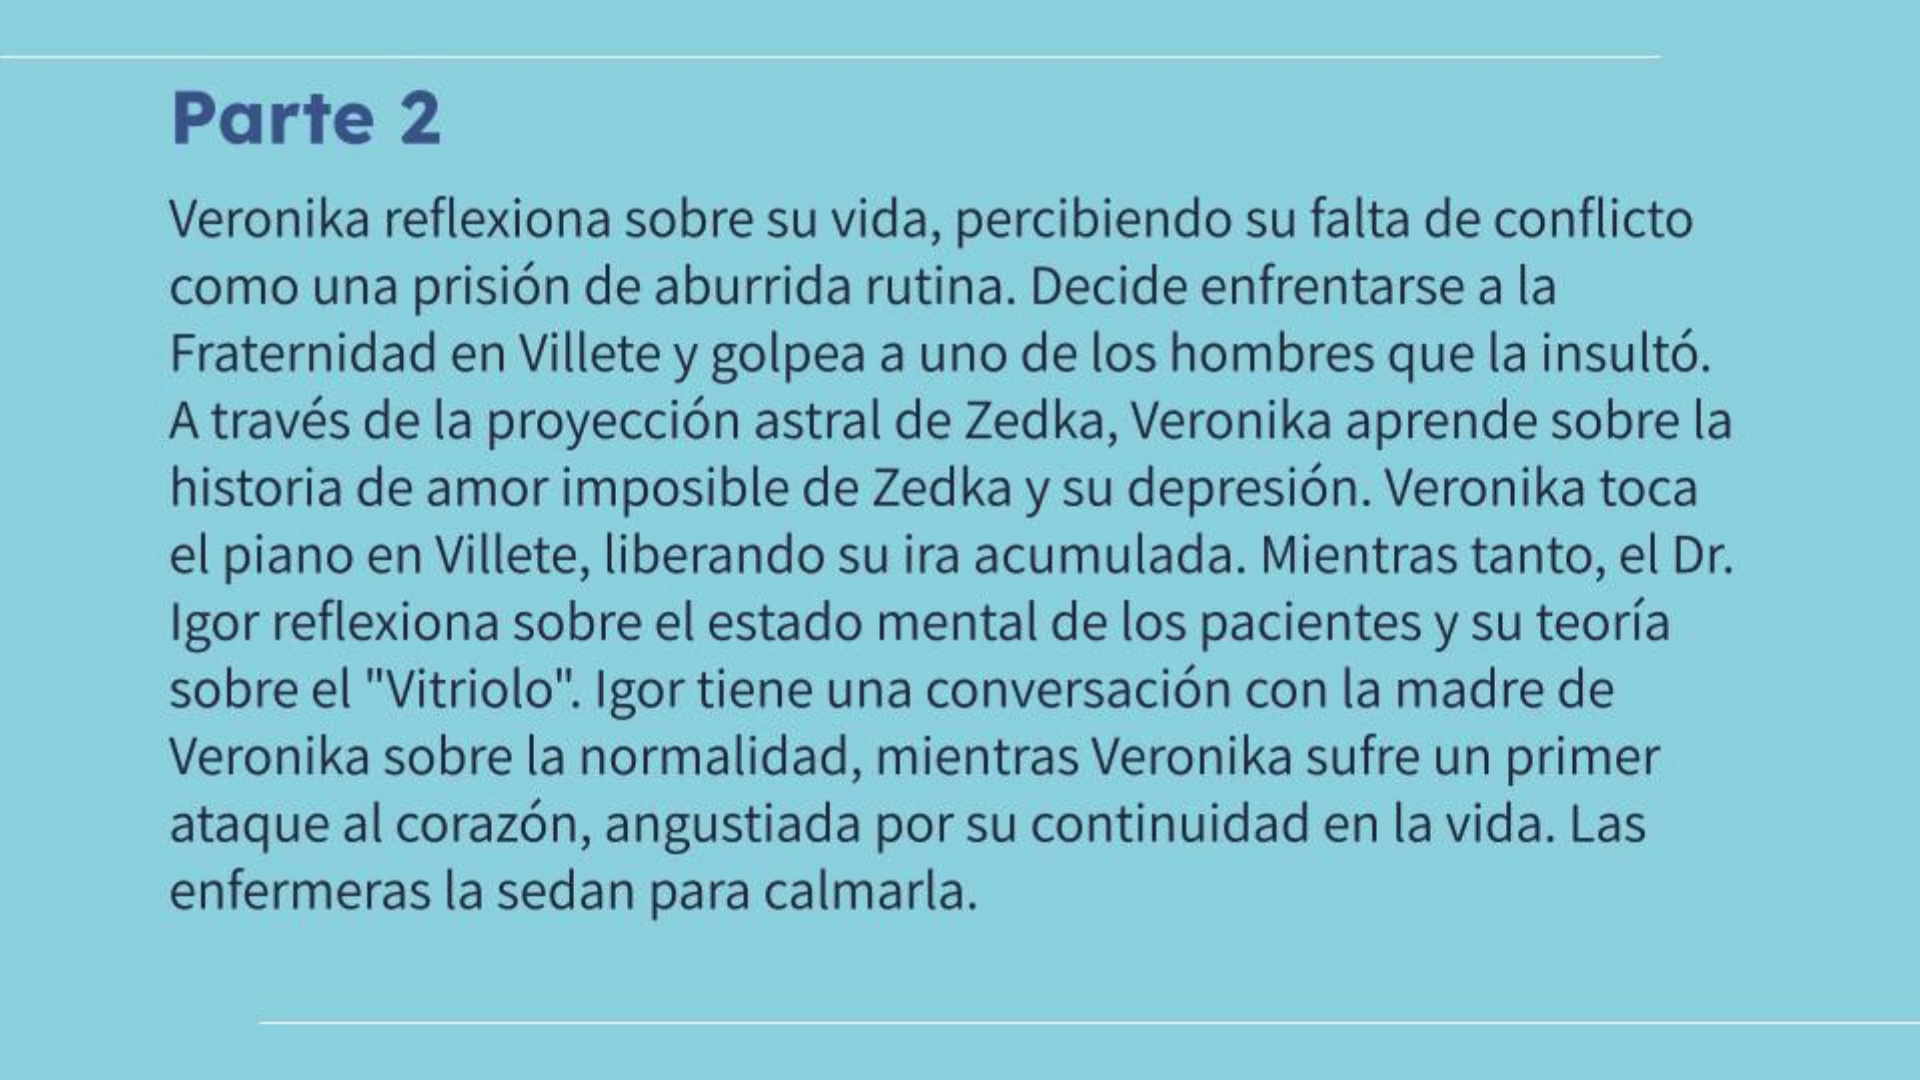 Parte 2
Veronika reflexiona sobre su vida, percibiendo su falta de conflicto
como una prisión de aburrida rutina. Decide enfrentarse a la
Fraternidad en Villete y golpea a uno de los hombres que la insultó.
A través de la proyección astral de Zedka, Veronika aprende sobre la
historia de amor imposible de Zedka y su depresión. Veronika toca
el piano en Villete, liberando su ira acumulada. Mientras tanto, el Dr.
Igor reflexiona sobre el estado mental de los pacientes y su teoría
sobre el "Vitriolo". Igor tiene una conversación con la madre de
Veronika sobre la normalidad, mientras Veronika sufre un primer
ataque al corazón, angustiada por su continuidad en la vida. Las
enfermeras la sedan para calmarla.